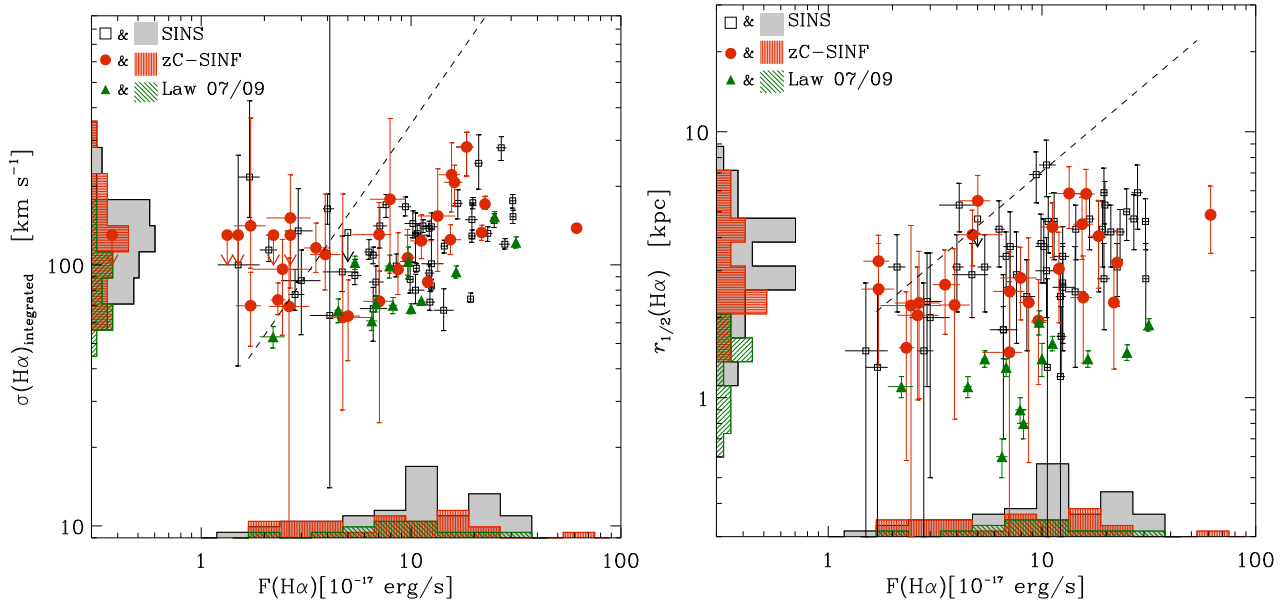 □ & SINS
● & zC-SINF
▲ & Law 07/09
σ(Hα)integrated [km s⁻¹]
100
10
1 10 100
F(Hα)[10⁻¹⁷ erg/s]
□ & SINS
● & zC-SINF
▲ & Law 07/09
r1/2(Hα) [kpc]
10
1
1 10 100
F(Hα)[10⁻¹⁷ erg/s]